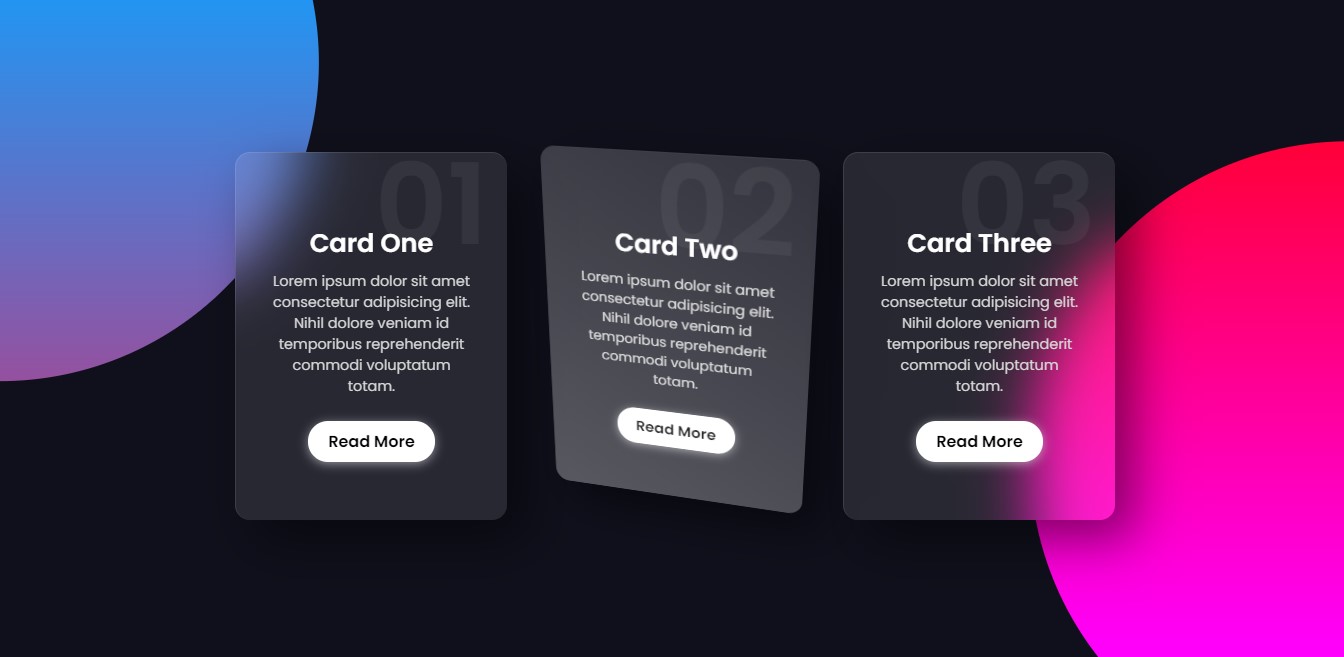 01
Card One
Lorem ipsum dolor sit amet
consectetur adipisicing elit.
Nihil dolore veniam id
temporibus reprehenderit
commodi voluptatum
totam.
Read More
02
Card Two
Lorem ipsum dolor sit amet
consectetur adipisicing elit.
Nihil dolore veniam id
temporibus reprehenderit
commodi voluptatum
totam.
Read More
03
Card Three
Lorem ipsum dolor sit amet
consectetur adipisicing elit.
Nihil dolore veniam id
temporibus reprehenderit
commodi voluptatum
totam.
Read More